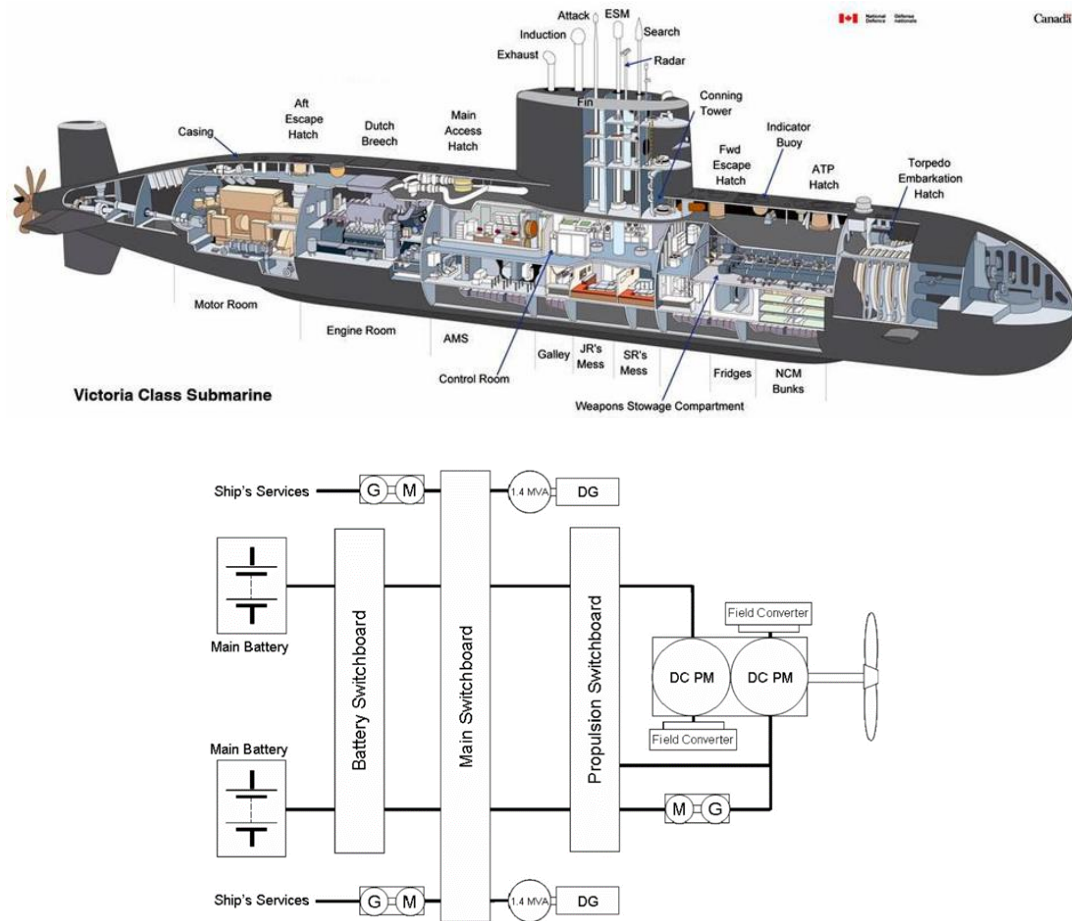 Attack
ESM
Induction
Search
Exhaust
Radar
National Defence
Défense nationale
Canada
Fin
Conning
Tower
Casing
Aft
Escape
Hatch
Dutch
Breech
Main
Access
Hatch
Fwd
Escape
Hatch
Indicator
Buoy
ATP
Hatch
Torpedo
Embarkation
Hatch
Motor Room
Engine Room
AMS
Control Room
Galley
JR's
Mess
SR's
Mess
Fridges
NCM
Bunks
Weapons Stowage Compartment
Victoria Class Submarine
Ship's Services
G M
1.4 MVA
DG
Main Battery
Battery Switchboard
Main Switchboard
Propulsion Switchboard
Field Converter
DC PM
DC PM
Field Converter
Main Battery
M G
Ship's Services
G M
1.4 MVA
DG